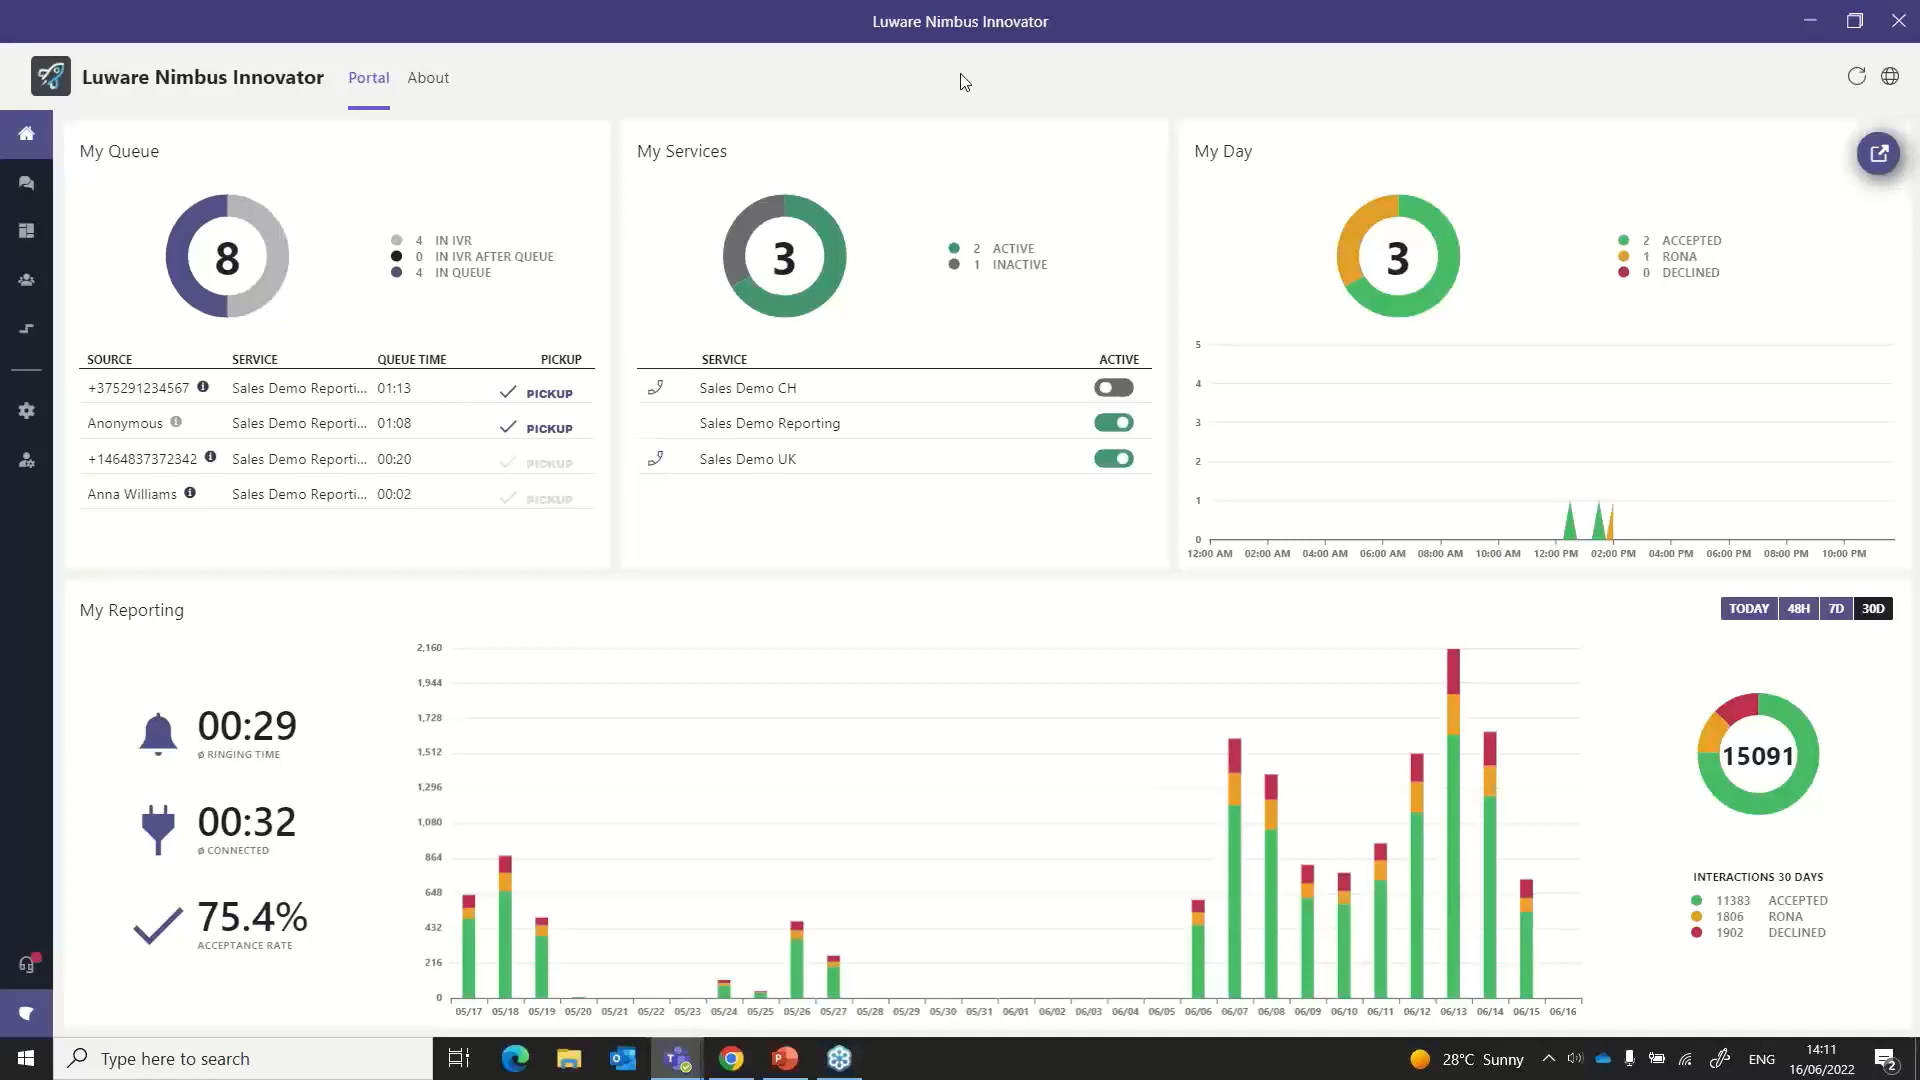 Luware Nimbus Innovator
Luware Nimbus Innovator Portal About
My Queue
8
4 IN IVR
0 IN IVR AFTER QUEUE
4 IN QUEUE
SOURCE SERVICE QUEUE TIME PICKUP
+375291234567 Sales Demo Reporti... 01:13 PICKUP
Anonymous Sales Demo Reporti... 01:08 PICKUP
+1464837372342 Sales Demo Reporti... 00:20 PICKUP
Anna Williams Sales Demo Reporti... 00:02 PICKUP
My Services
3
2 ACTIVE
1 INACTIVE
SERVICE ACTIVE
Sales Demo CH
Sales Demo Reporting
Sales Demo UK
My Day
3
2 ACCEPTED
1 RONA
0 DECLINED
5
4
3
2
1
0
12:00 AM 02:00 AM 04:00 AM 06:00 AM 08:00 AM 10:00 AM 12:00 PM 02:00 PM 04:00 PM 06:00 PM 08:00 PM 10:00 PM
My Reporting
TODAY 48H 7D 30D
00:29
ø RINGING TIME
00:32
ø CONNECTED
75.4%
ACCEPTANCE RATE
2,160
1,944
1,728
1,512
1,296
1,080
864
648
432
216
0
05/17 05/18 05/19 05/20 05/21 05/22 05/23 05/24 05/25 05/26 05/27 05/28 05/29 05/30 05/31 06/01 06/02 06/03 06/04 06/05 06/06 06/07 06/08 06/09 06/10 06/11 06/12 06/13 06/14 06/15 06/16
15091
INTERACTIONS 30 DAYS
11383 ACCEPTED
1806 RONA
1902 DECLINED
Type here to search
28°C Sunny
ENG
14:11
16/06/2022
2